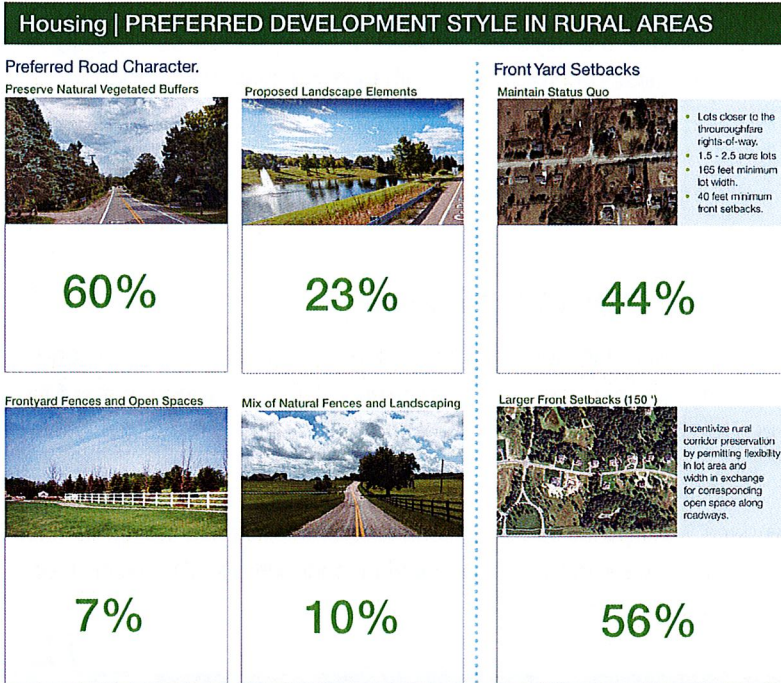 Housing | PREFERRED DEVELOPMENT STYLE IN RURAL AREAS
Preferred Road Character.
Preserve Natural Vegetated Buffers
60%
Proposed Landscape Elements
23%
Frontyard Fences and Open Spaces
7%
Mix of Natural Fences and Landscaping
10%
Front Yard Setbacks
Maintain Status Quo
• Lots closer to the
throuroughfare
rights-of-way.
• 1.5 - 2.5 acre lots
• 165 feet minimum
lot width.
• 40 feet minimum
front setbacks.
44%
Larger Front Setbacks (150 ')
Incentivize rural
corridor preservation
by permitting flexibility
in lot area and
width in exchange
for corresponding
open space along
roadways.
56%